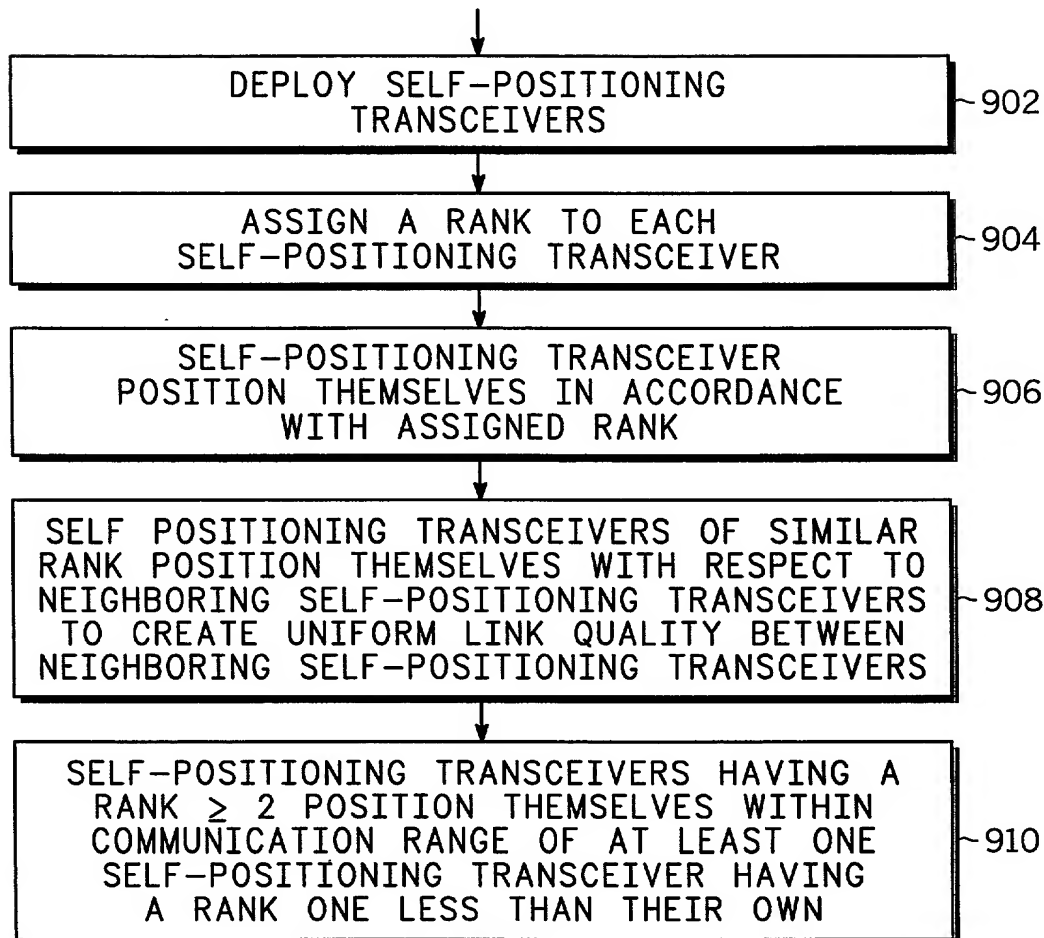 DEPLOY SELF-POSITIONING
TRANSCEIVERS
902
ASSIGN A RANK TO EACH
SELF-POSITIONING TRANSCEIVER
904
SELF-POSITIONING TRANSCEIVER
POSITION THEMSELVES IN ACCORDANCE
WITH ASSIGNED RANK
906
SELF POSITIONING TRANSCEIVERS OF SIMILAR
RANK POSITION THEMSELVES WITH RESPECT TO
NEIGHBORING SELF-POSITIONING TRANSCEIVERS
TO CREATE UNIFORM LINK QUALITY BETWEEN
NEIGHBORING SELF-POSITIONING TRANSCEIVERS
908
SELF-POSITIONING TRANSCEIVERS HAVING A
RANK ≥ 2 POSITION THEMSELVES WITHIN
COMMUNICATION RANGE OF AT LEAST ONE
SELF-POSITIONING TRANSCEIVER HAVING
A RANK ONE LESS THAN THEIR OWN
910